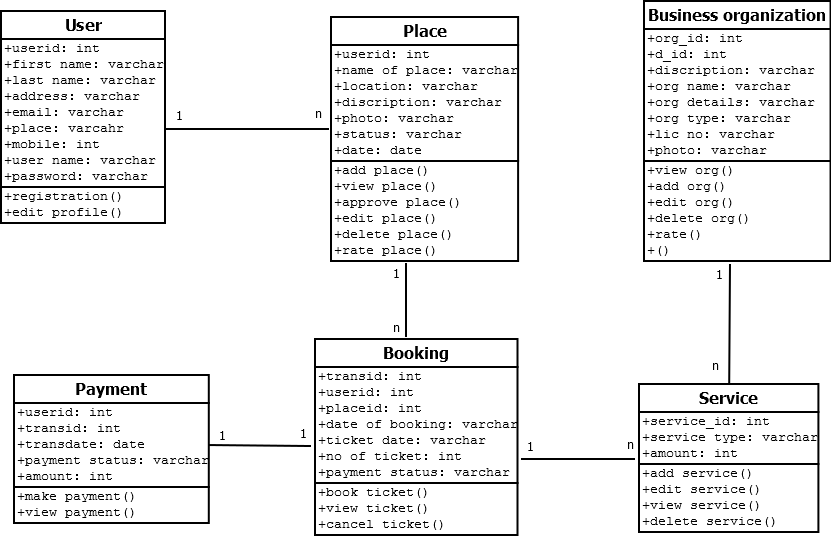 User
+userid: int
+first name: varchar
+last name: varchar
+address: varchar
+email: varchar
+place: varcahr
+mobile: int
+user name: varchar
+password: varchar
+registration()
+edit profile()
1
n
Place
+userid: int
+name of place: varchar
+location: varchar
+discription: varchar
+photo: varchar
+status: varchar
+date: date
+add place()
+view place()
+approve place()
+edit place()
+delete place()
+rate place()
Business organization
+org_id: int
+d_id: int
+discription: varchar
+org name: varchar
+org details: varchar
+org type: varchar
+lic no: varchar
+photo: varchar
+view org()
+add org()
+edit org()
+delete org()
+rate()
+()
1
n
1
n
Payment
+userid: int
+transid: int
+transdate: date
+payment status: varchar
+amount: int
+make payment()
+view payment()
1
1
Booking
+transid: int
+userid: int
+placeid: int
+date of booking: varchar
+ticket date: varchar
+no of ticket: int
+payment status: varchar
+book ticket()
+view ticket()
+cancel ticket()
1
n
Service
+service_id: int
+service type: varchar
+amount: int
+add service()
+edit service()
+view service()
+delete service()